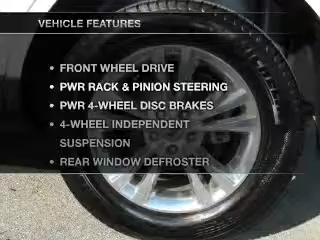 VEHICLE FEATURES
• FRONT WHEEL DRIVE
• PWR RACK & PINION STEERING
• PWR 4-WHEEL DISC BRAKES
• 4-WHEEL INDEPENDENT
SUSPENSION
• REAR WINDOW DEFROSTER